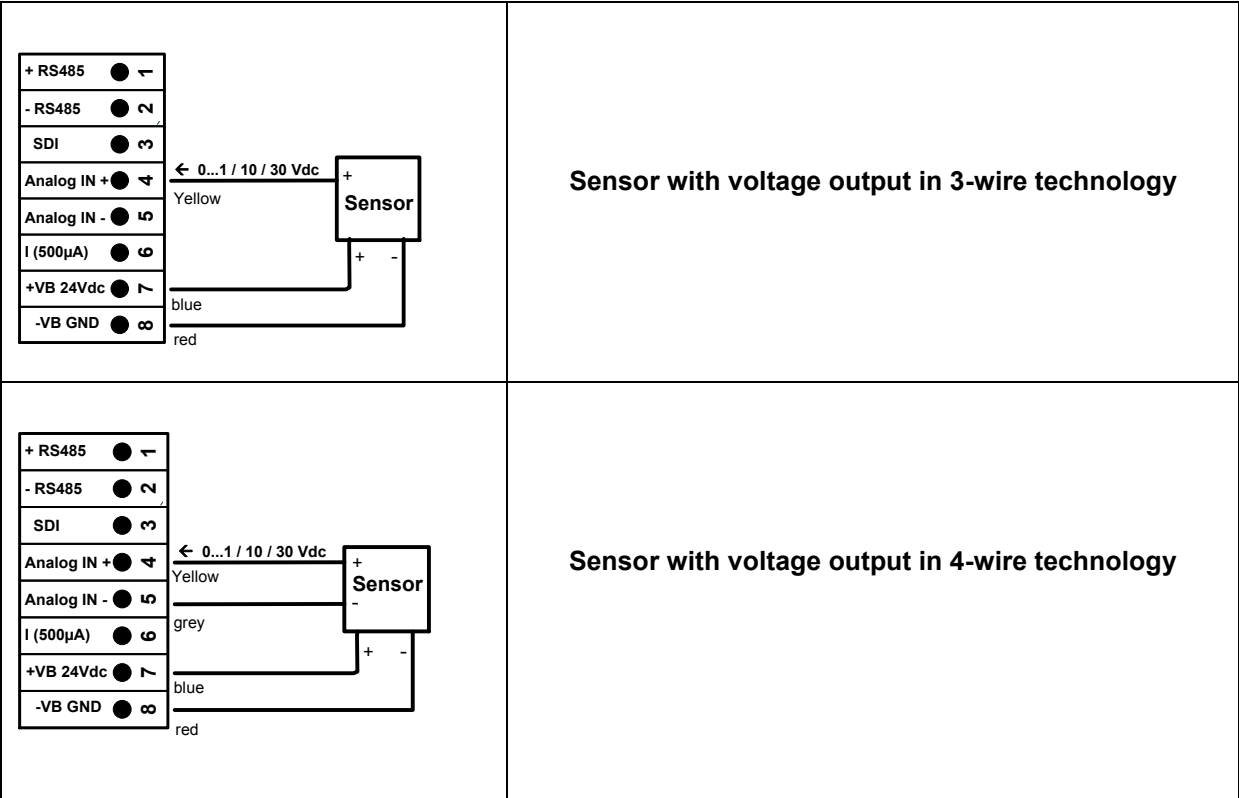 + RS485 1
- RS485 2
SDI 3
Analog IN + 4
Analog IN - 5
I (500µA) 6
+VB 24Vdc 7
-VB GND 8
← 0...1 / 10 / 30 Vdc
Yellow
+
Sensor
+ -
blue
red
Sensor with voltage output in 3-wire technology
+ RS485 1
- RS485 2
SDI 3
Analog IN + 4
Analog IN - 5
I (500µA) 6
+VB 24Vdc 7
-VB GND 8
← 0...1 / 10 / 30 Vdc
Yellow
+
Sensor
-
grey
+ -
blue
red
Sensor with voltage output in 4-wire technology